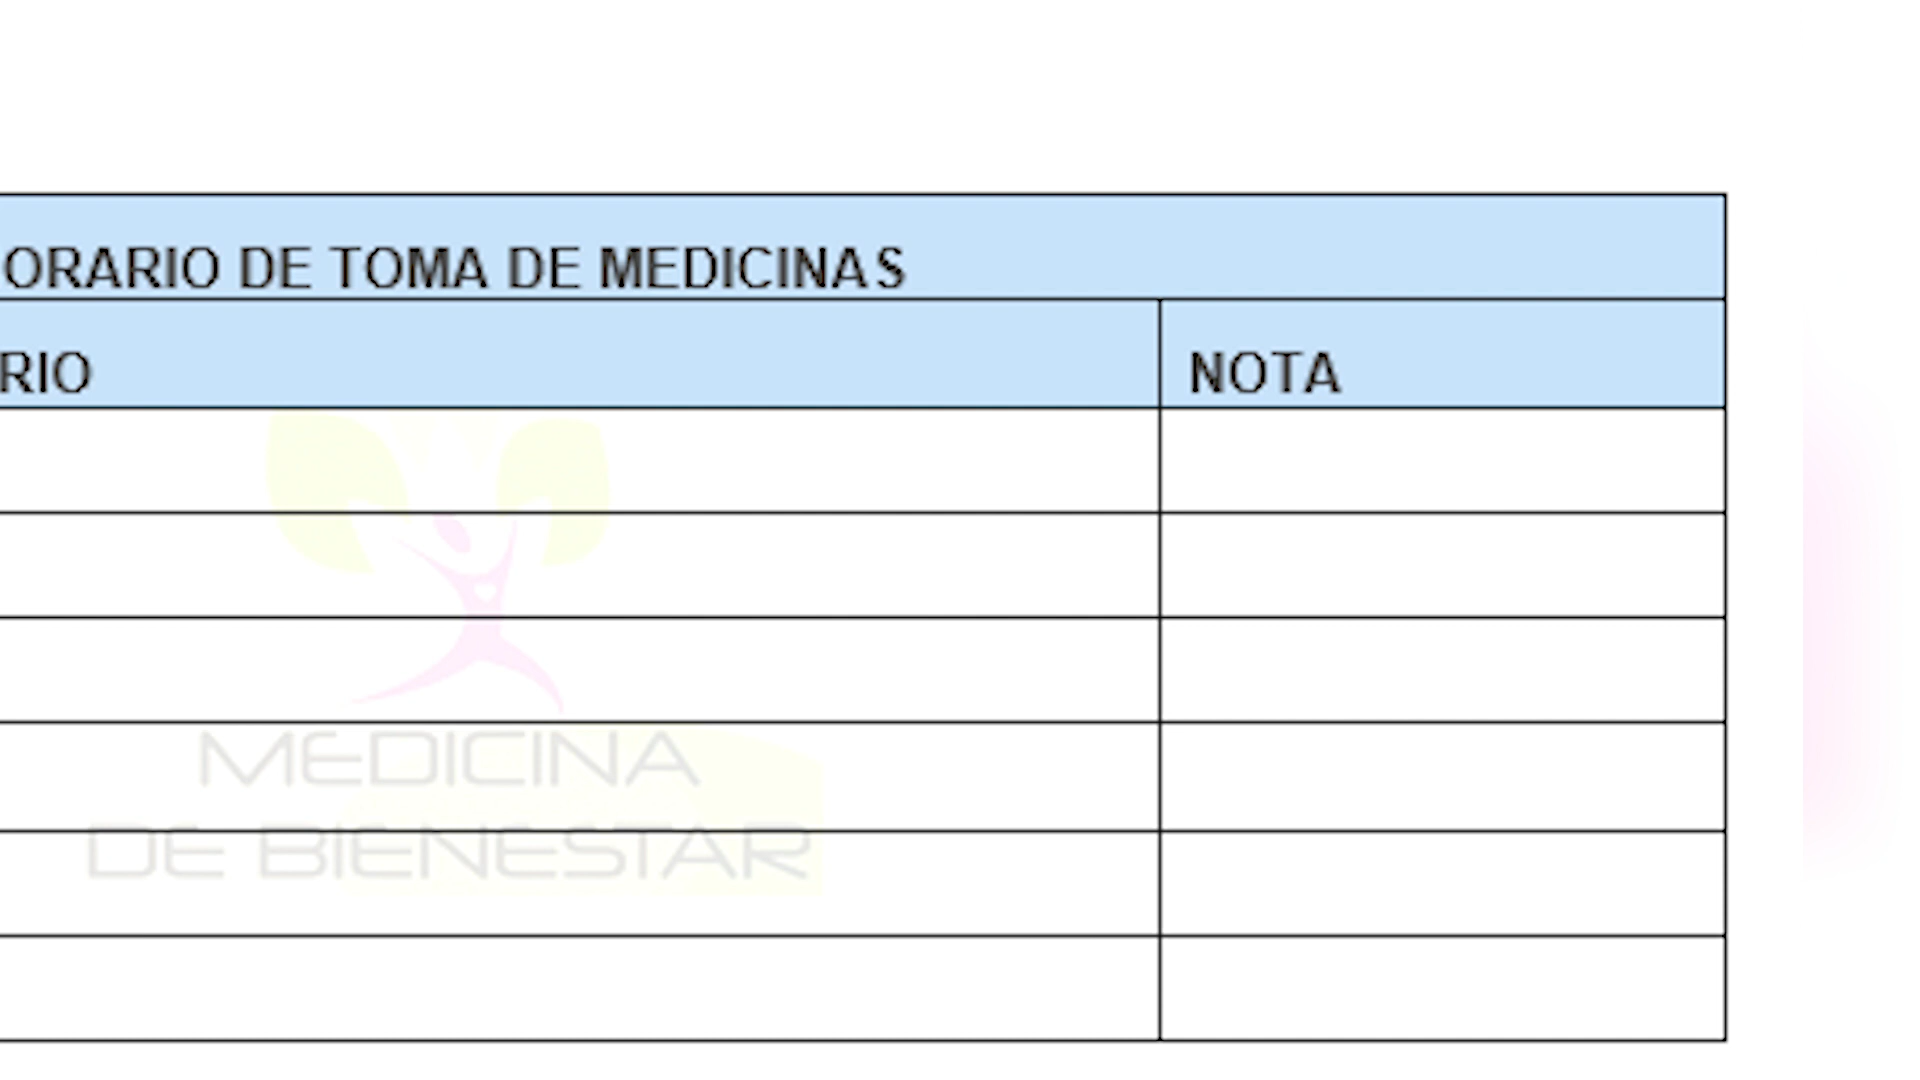 ORARIO DE TOMA DE MEDICINAS
RIO NOTA
MEDICINA
DE BIENESTAR